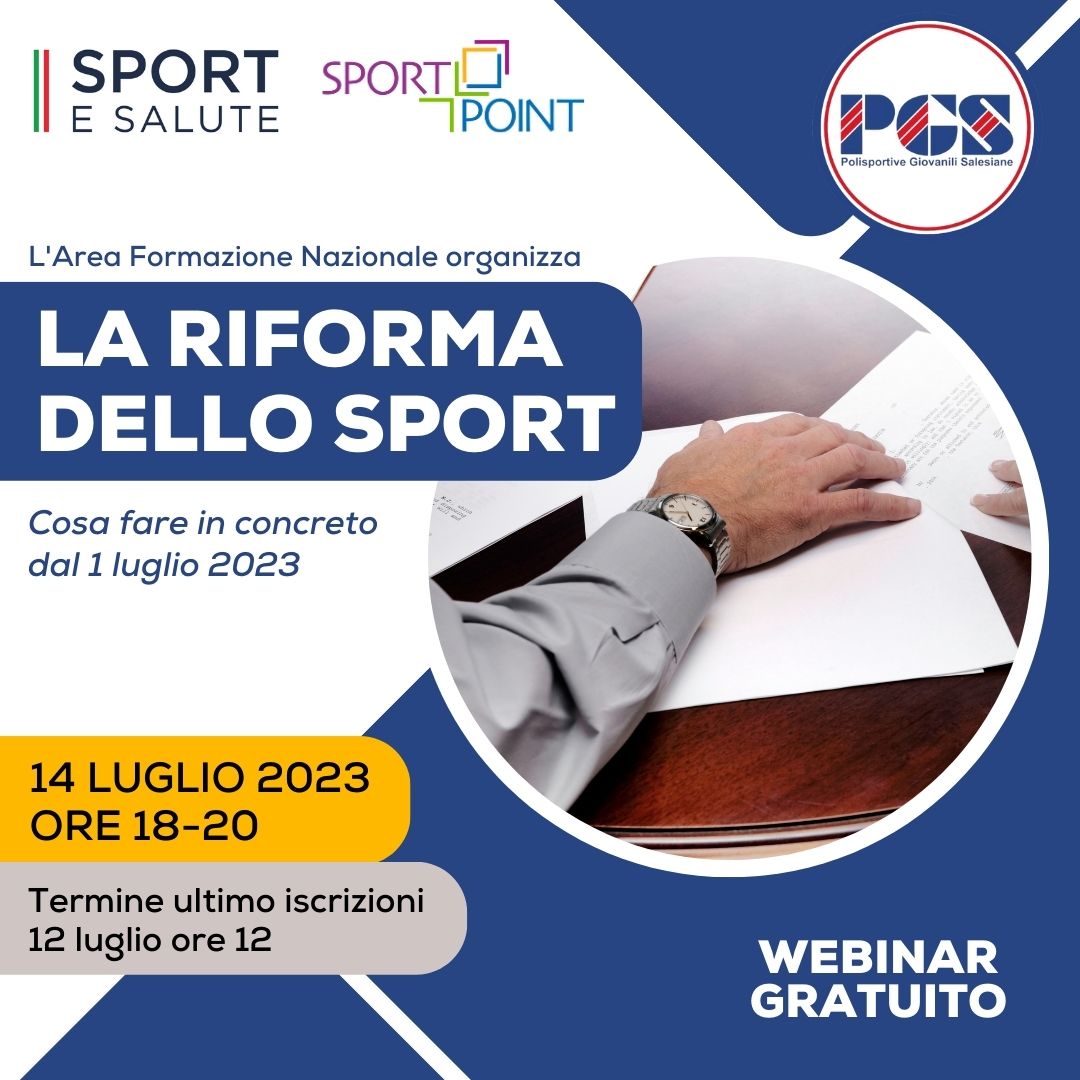 SPORT
E SALUTE
SPORT
POINT
PGS
Polisportive Giovanili Salesiane
L'Area Formazione Nazionale organizza
LA RIFORMA
DELLO SPORT
Cosa fare in concreto
dal 1 luglio 2023
14 LUGLIO 2023
ORE 18-20
Termine ultimo iscrizioni
12 luglio ore 12
WEBINAR
GRATUITO